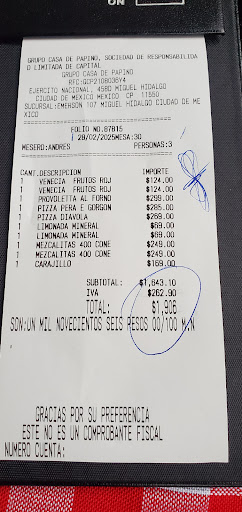 ON
GRUPO CASA DE PAPINO, SOCIEDAD DE RESPONSABILIDA
D LIMITADA DE CAPITAL
GRUPO CASA DE PAPINO
RFC:GCP2108006Y4
EJERCITO NACIONAL, 458D MIGUEL HIDALGO
CIUDAD DE MEXICO MEXICO CP 11550
SUCURSAL:EMERSON 107 MIGUEL HIDALGO CIUDAD DE ME
XICO
FOLIO NO.87815
28/02/2025MESA:30
MESERO:ANDRES PERSONAS:3
CANT.DESCRIPCION IMPORTE
1 VENECIA FRUTOS ROJ $124.00
1 VENECIA FRUTOS ROJ $124.00
1 PROVOLETTA AL FORNO $299.00
1 PIZZA PERA E GORGON $285.00
1 PIZZA DIAVOLA $269.00
1 LIMONADA MINERAL $69.00
1 LIMONADA MINERAL $69.00
1 MEZCALITAS 400 CONE $249.00
1 MEZCALITAS 400 CONE $249.00
1 CARAJILLO $169.00
SUBTOTAL: $1,643.10
IVA $262.90
TOTAL: $1,906
SON:UN MIL NOVECIENTOS SEIS PESOS 00/100 M.N
GRACIAS POR SU PREFERENCIA
ESTE NO ES UN COMPROBANTE FISCAL
NUMERO CUENTA: